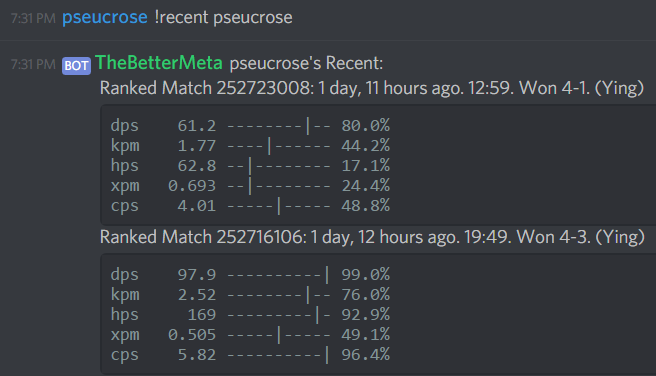 7:31 PM pseucrose !recent pseucrose
7:31 PM BOT TheBetterMeta pseucrose's Recent:
Ranked Match 252723008: 1 day, 11 hours ago. 12:59. Won 4-1. (Ying)
dps 61.2 --------|-- 80.0%
kpm 1.77 ----|------ 44.2%
hps 62.8 --|-------- 17.1%
xpm 0.693 --|-------- 24.4%
cps 4.01 -----|----- 48.8%
Ranked Match 252716106: 1 day, 12 hours ago. 19:49. Won 4-3. (Ying)
dps 97.9 ----------| 99.0%
kpm 2.52 --------|-- 76.0%
hps 169 ---------|- 92.9%
xpm 0.505 -----|----- 49.1%
cps 5.82 ----------| 96.4%